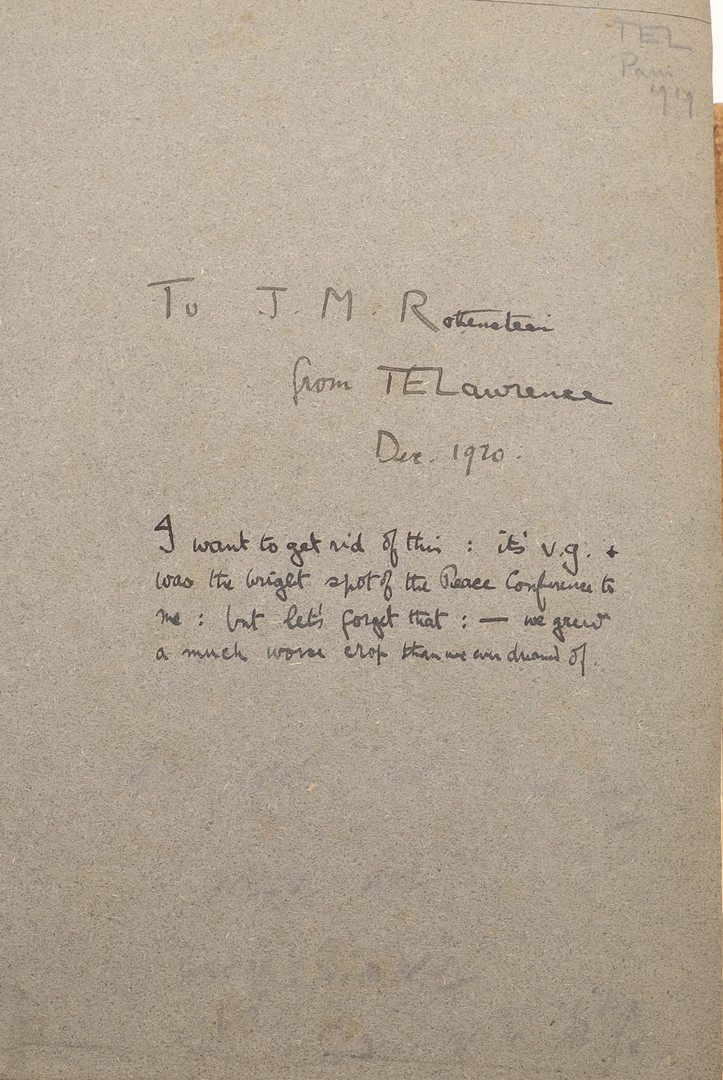 TEL
Paris
1919
To J. M. Rothenstein
from TELawrence
Dec. 1920.
I want to get rid of this : it's v.g. +
was the bright spot of the Peace Conference to
me : but let's forget that : — we grew
a much worse crop than we ever dreamed of.